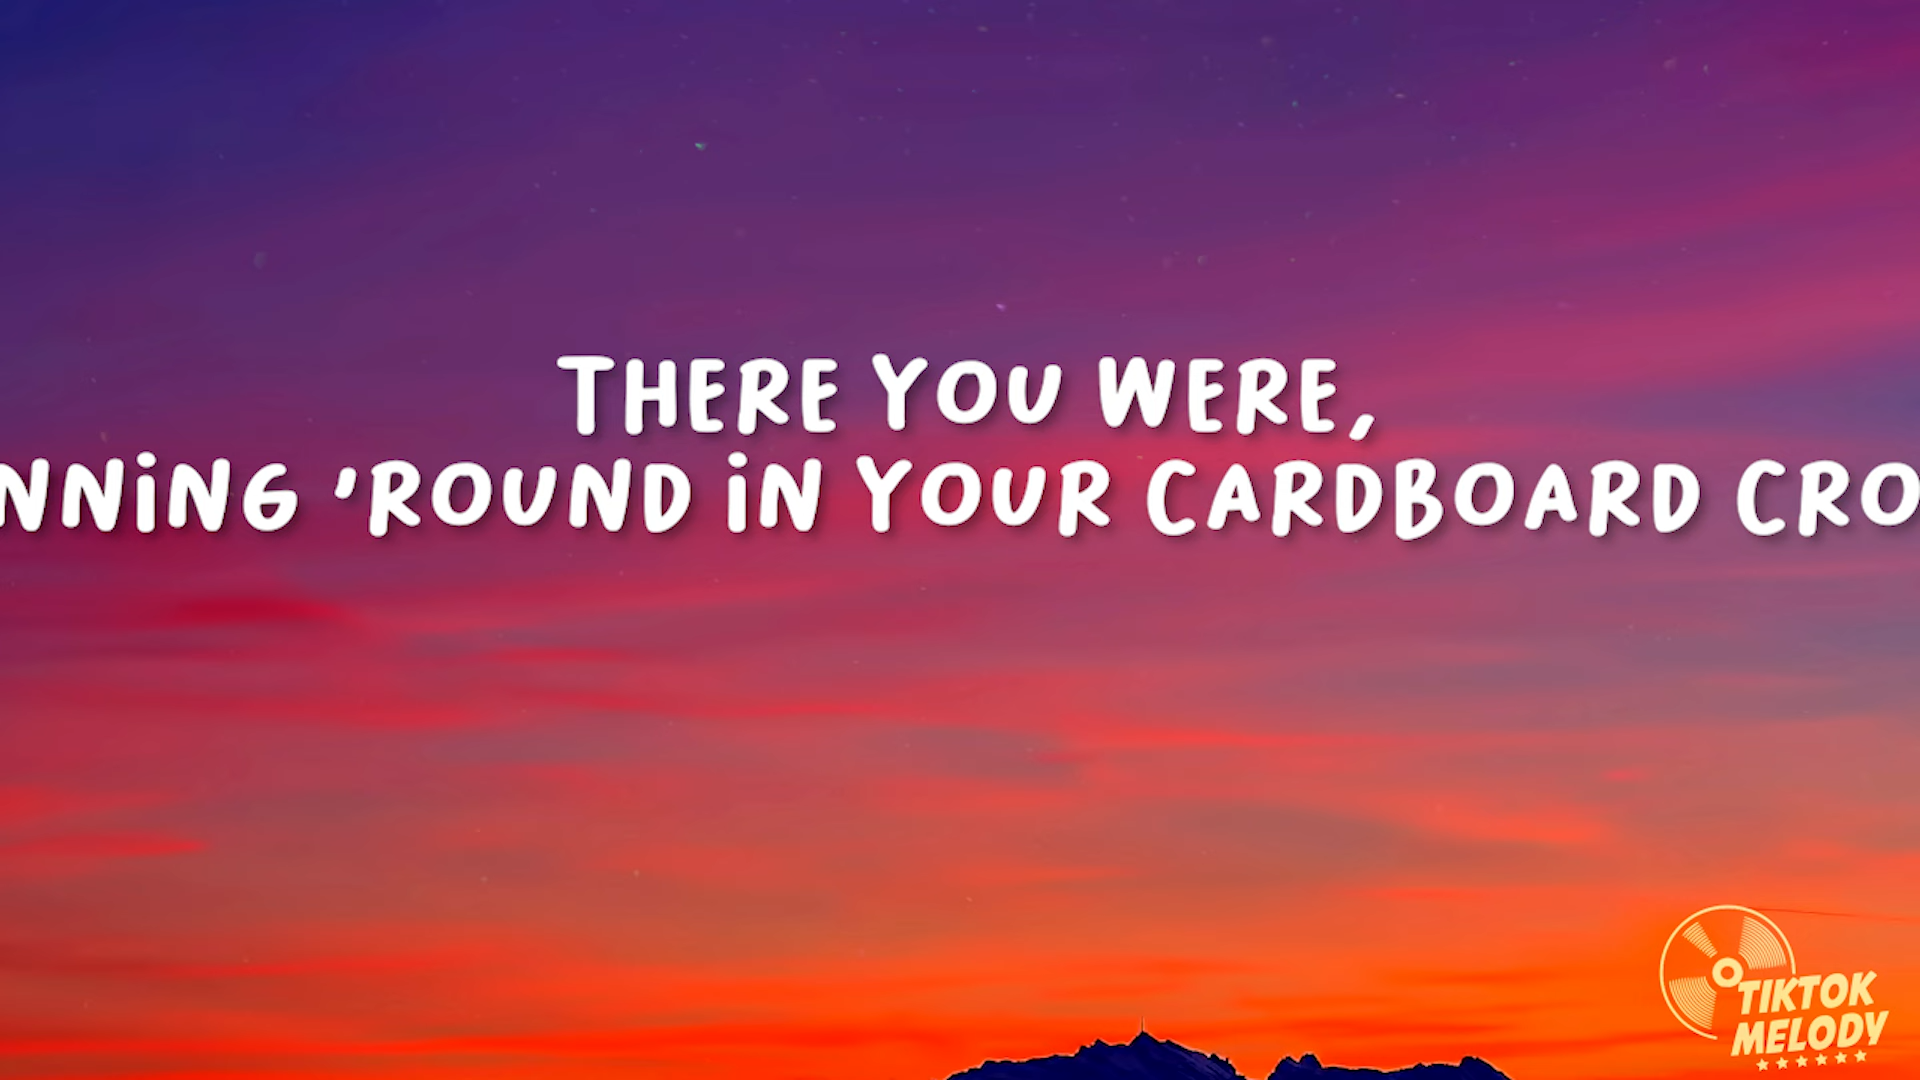 THERE YOU WERE,
NNING 'ROUND IN YOUR CARDBOARD CRO
TIKTOK
MELODY